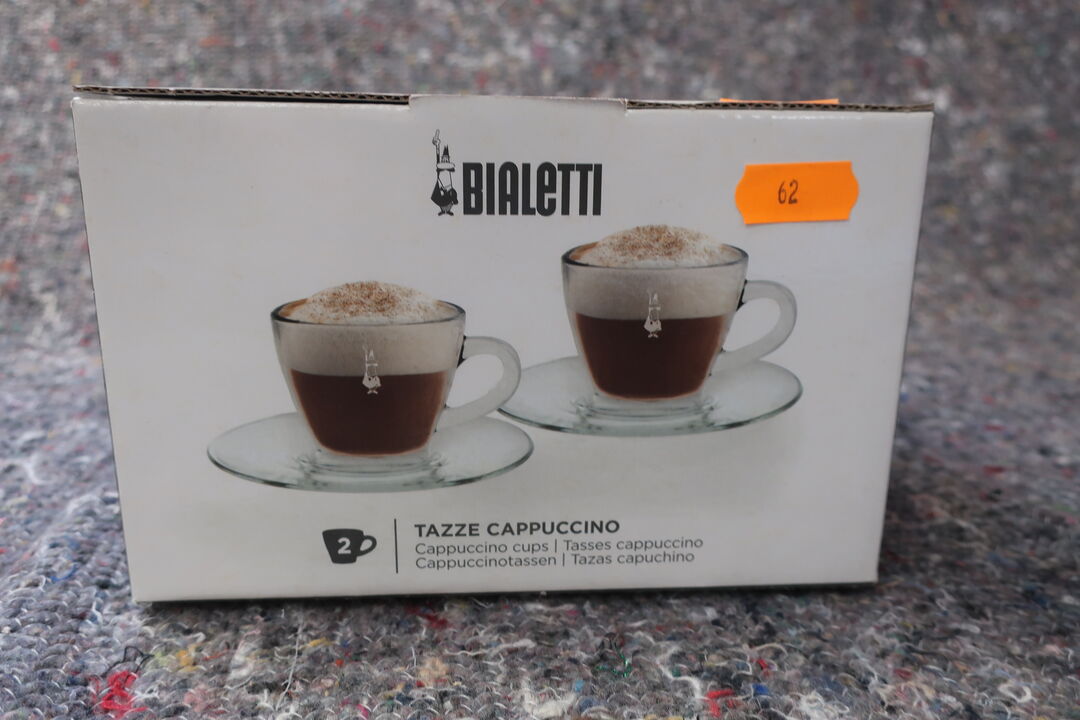 BIALETTI
62
2
TAZZE CAPPUCCINO
Cappuccino cups | Tasses cappuccino
Cappuccinotassen | Tazas capuchino